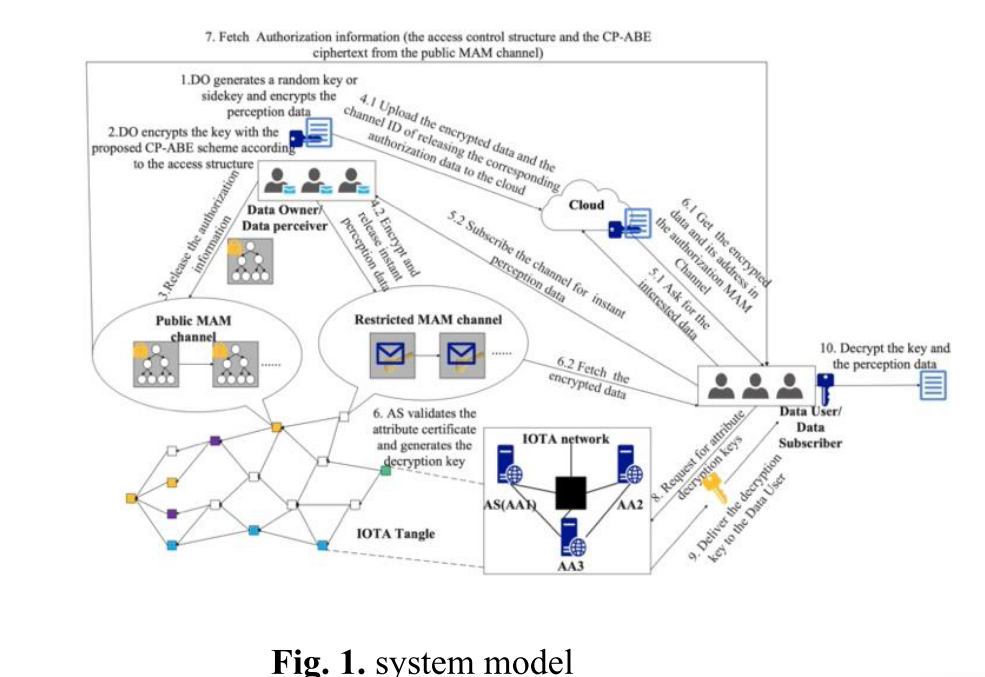 7. Fetch Authorization information (the access control structure and the CP-ABE
ciphertext from the public MAM channel)
1.DO generates a random key or
sidekey and encrypts the
perception data
2.DO encrypts the key with the
proposed CP-ABE scheme according
to the access structure
4.1 Upload the encrypted data and the
channel ID of releasing the corresponding
authorization data to the cloud
Cloud
6.1 Get the encrypted
data and its address in
the authorization MAM
Channel
Data Owner/
Data perceiver
3.Release the authorization
information
4.2 Encrypt and
release instant
perception data
5.2 Subscribe the channel for instant
perception data
5.1 Ask for the
interested data
Public MAM
channel
......
Restricted MAM channel
......
6.2 Fetch the
encrypted data
10. Decrypt the key and
the perception data
Data User/
Data
Subscriber
6. AS validates the
attribute certificate
and generates the
decryption key
IOTA network
AS(AA1)
AA2
AA3
8. Request for attribute
decryption keys
9. Deliver the decryption
key to the Data User
IOTA Tangle
Fig. 1. system model